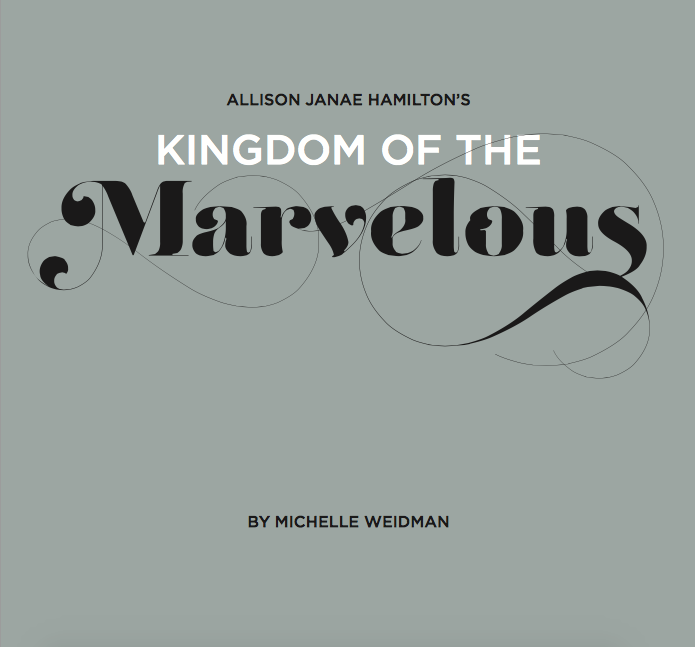 ALLISON JANAE HAMILTON'S
KINGDOM OF THE
Marvelous
BY MICHELLE WEIDMAN